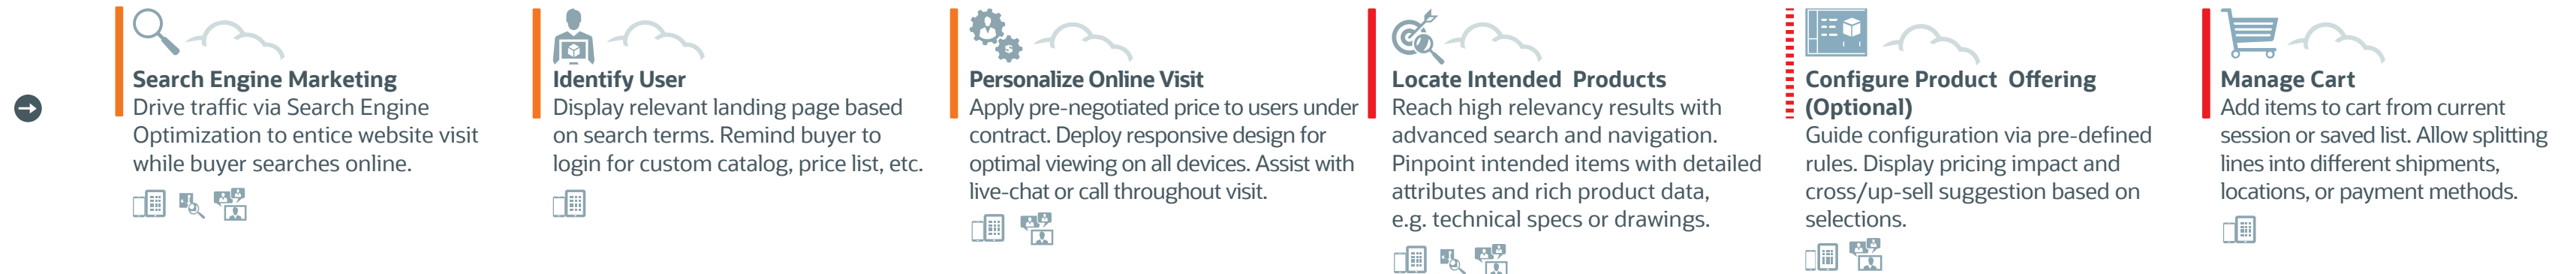 Search Engine Marketing
Drive traffic via Search Engine
Optimization to entice website visit
while buyer searches online.
Identify User
Display relevant landing page based
on search terms. Remind buyer to
login for custom catalog, price list, etc.
Personalize Online Visit
Apply pre-negotiated price to users under
contract. Deploy responsive design for
optimal viewing on all devices. Assist with
live-chat or call throughout visit.
Locate Intended Products
Reach high relevancy results with
advanced search and navigation.
Pinpoint intended items with detailed
attributes and rich product data,
e.g. technical specs or drawings.
Configure Product Offering
(Optional)
Guide configuration via pre-defined
rules. Display pricing impact and
cross/up-sell suggestion based on
selections.
Manage Cart
Add items to cart from current
session or saved list. Allow splitting
lines into different shipments,
locations, or payment methods.